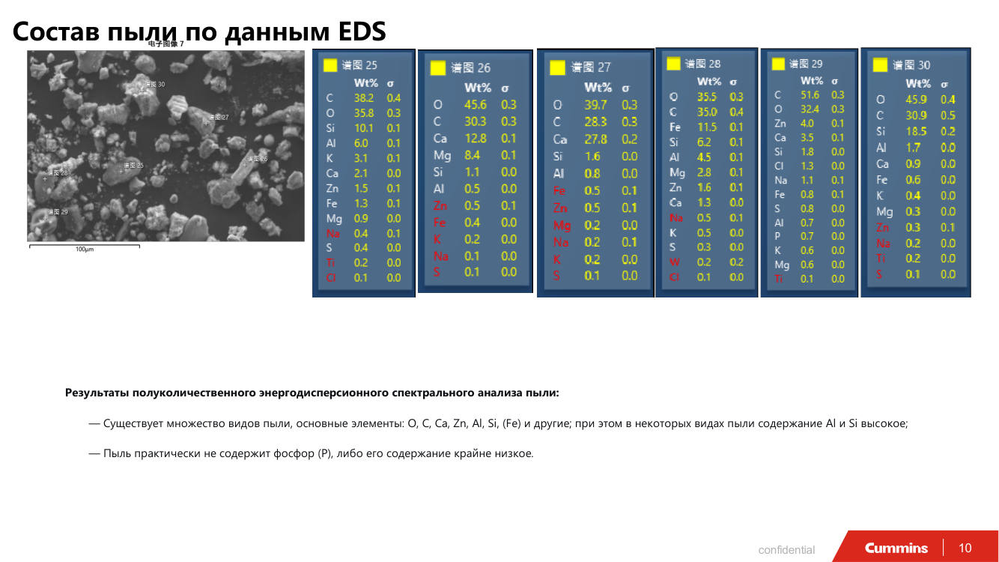 Состав пыли по данным EDS
电子图像 7
谱图 30
谱图 27
谱图 26
谱图 25
谱图 28
谱图 29
100μm
谱图 25
Wt% σ
C 38.2 0.4
O 35.8 0.3
Si 10.1 0.1
Al 6.0 0.1
K 3.1 0.1
Ca 2.1 0.0
Zn 1.5 0.1
Fe 1.3 0.1
Mg 0.9 0.0
Na 0.4 0.1
S 0.4 0.0
Ti 0.2 0.0
Cl 0.1 0.0
谱图 26
Wt% σ
O 45.6 0.3
C 30.3 0.3
Ca 12.8 0.1
Mg 8.4 0.1
Si 1.1 0.0
Al 0.5 0.0
Zn 0.5 0.1
Fe 0.4 0.0
K 0.2 0.0
Na 0.1 0.0
S 0.1 0.0
谱图 27
Wt% σ
O 39.7 0.3
C 28.3 0.3
Ca 27.8 0.2
Si 1.6 0.0
Al 0.8 0.0
Fe 0.5 0.1
Zn 0.5 0.1
Mg 0.2 0.0
Na 0.2 0.1
K 0.2 0.0
S 0.1 0.0
谱图 28
Wt% σ
O 35.5 0.3
C 35.0 0.4
Fe 11.5 0.1
Si 6.2 0.1
Al 4.5 0.1
Mg 2.8 0.1
Zn 1.6 0.1
Ca 1.3 0.0
Na 0.5 0.1
K 0.5 0.0
S 0.3 0.0
W 0.2 0.2
Cl 0.1 0.0
谱图 29
Wt% σ
C 51.6 0.3
O 32.4 0.3
Zn 4.0 0.1
Ca 3.5 0.1
Si 1.8 0.0
Cl 1.3 0.0
Na 1.1 0.1
Fe 0.8 0.1
S 0.8 0.0
Al 0.7 0.0
P 0.7 0.0
K 0.6 0.0
Mg 0.6 0.0
Ti 0.1 0.0
谱图 30
Wt% σ
O 45.9 0.4
C 30.9 0.5
Si 18.5 0.2
Al 1.7 0.0
Ca 0.9 0.0
Fe 0.6 0.0
K 0.4 0.0
Mg 0.3 0.0
Zn 0.3 0.1
Na 0.2 0.0
Ti 0.2 0.0
S 0.1 0.0
Результаты полуколичественного энергодисперсионного спектрального анализа пыли:
— Существует множество видов пыли, основные элементы: O, C, Ca, Zn, Al, Si, (Fe) и другие; при этом в некоторых видах пыли содержание Al и Si высокое;
— Пыль практически не содержит фосфор (P), либо его содержание крайне низкое.
confidential
Cummins
10